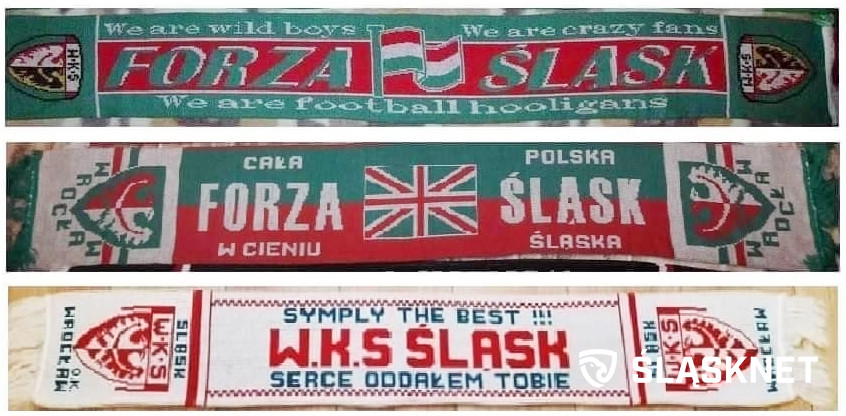 We are wild boys We are crazy fans
W.K.S FORZA ŚLĄSK
We are football hooligans
CAŁA POLSKA
WROCŁAW FORZA ŚLĄSK WROCŁAW
W CIENIU ŚLĄSKA
SYMPLY THE BEST !!!
WROCŁAW W.K.S ŚLĄSK W.K.S ŚLĄSK ŚLĄSK W.K.S WROCŁAW
SERCE ODDAŁEM TOBIE
ŚLĄSKNET